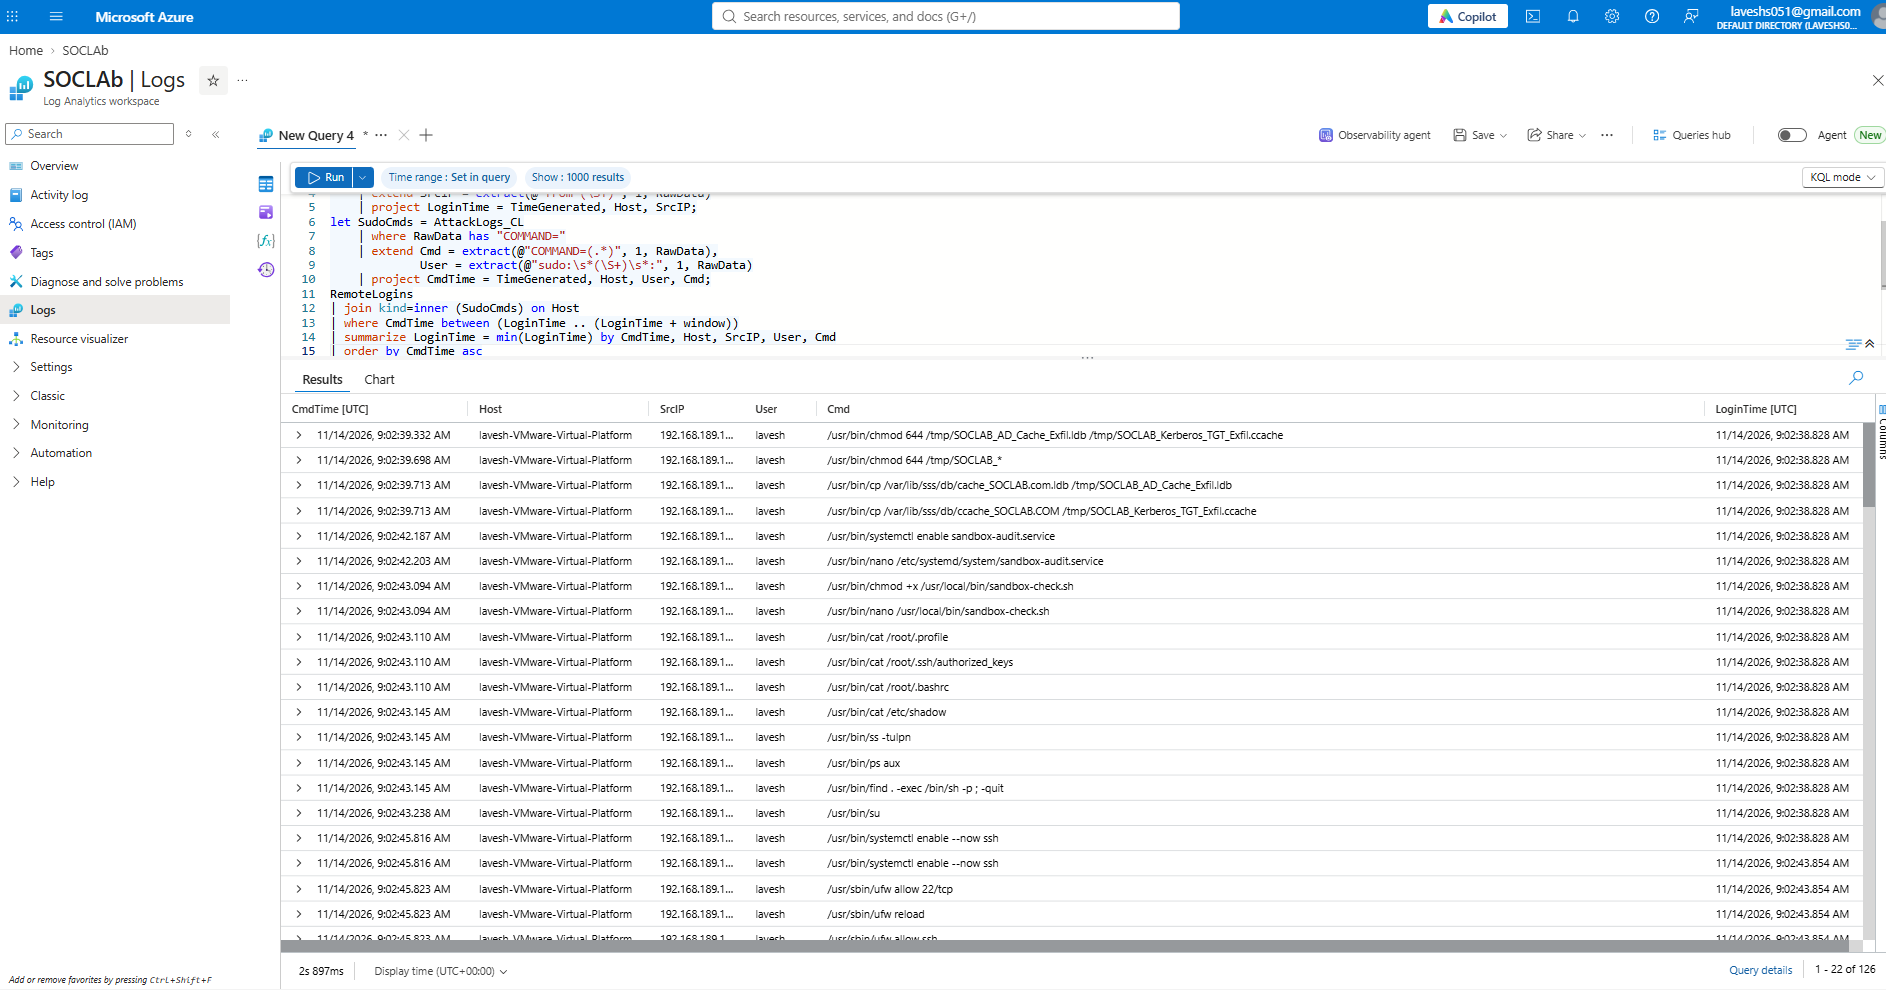 Microsoft Azure
Search resources, services, and docs (G+/)
Copilot
laveshs051@gmail.com
DEFAULT DIRECTORY (LAVESHS0...
Home > SOCLAb
SOCLAb | Logs
Log Analytics workspace
Search
Overview
Activity log
Access control (IAM)
Tags
Diagnose and solve problems
Logs
Resource visualizer
Settings
Classic
Monitoring
Automation
Help
Add or remove favorites by pressing Ctrl+Shift+F
New Query 4 * ...
Observability agent
Save
Share
Queries hub
Agent
New
Run
Time range : Set in query
Show : 1000 results
KQL mode
5 | project LoginTime = TimeGenerated, Host, SrcIP;
6 let SudoCmds = AttackLogs_CL
7 | where RawData has "COMMAND="
8 | extend Cmd = extract(@"COMMAND=(.*)", 1, RawData),
9 User = extract(@"sudo:\s*(\S+)\s*:", 1, RawData)
10 | project CmdTime = TimeGenerated, Host, User, Cmd;
11 RemoteLogins
12 | join kind=inner (SudoCmds) on Host
13 | where CmdTime between (LoginTime .. (LoginTime + window))
14 | summarize LoginTime = min(LoginTime) by CmdTime, Host, SrcIP, User, Cmd
15 | order by CmdTime asc
Results Chart
CmdTime [UTC] Host SrcIP User Cmd LoginTime [UTC]
Columns
11/14/2026, 9:02:39.332 AM lavesh-VMware-Virtual-Platform 192.168.189.1... lavesh /usr/bin/chmod 644 /tmp/SOCLAB_AD_Cache_Exfil.ldb /tmp/SOCLAB_Kerberos_TGT_Exfil.ccache 11/14/2026, 9:02:38.828 AM
11/14/2026, 9:02:39.698 AM lavesh-VMware-Virtual-Platform 192.168.189.1... lavesh /usr/bin/chmod 644 /tmp/SOCLAB_* 11/14/2026, 9:02:38.828 AM
11/14/2026, 9:02:39.713 AM lavesh-VMware-Virtual-Platform 192.168.189.1... lavesh /usr/bin/cp /var/lib/sss/db/cache_SOCLAB.com.ldb /tmp/SOCLAB_AD_Cache_Exfil.ldb 11/14/2026, 9:02:38.828 AM
11/14/2026, 9:02:39.713 AM lavesh-VMware-Virtual-Platform 192.168.189.1... lavesh /usr/bin/cp /var/lib/sss/db/ccache_SOCLAB.COM /tmp/SOCLAB_Kerberos_TGT_Exfil.ccache 11/14/2026, 9:02:38.828 AM
11/14/2026, 9:02:42.187 AM lavesh-VMware-Virtual-Platform 192.168.189.1... lavesh /usr/bin/systemctl enable sandbox-audit.service 11/14/2026, 9:02:38.828 AM
11/14/2026, 9:02:42.203 AM lavesh-VMware-Virtual-Platform 192.168.189.1... lavesh /usr/bin/nano /etc/systemd/system/sandbox-audit.service 11/14/2026, 9:02:38.828 AM
11/14/2026, 9:02:43.094 AM lavesh-VMware-Virtual-Platform 192.168.189.1... lavesh /usr/bin/chmod +x /usr/local/bin/sandbox-check.sh 11/14/2026, 9:02:38.828 AM
11/14/2026, 9:02:43.094 AM lavesh-VMware-Virtual-Platform 192.168.189.1... lavesh /usr/bin/nano /usr/local/bin/sandbox-check.sh 11/14/2026, 9:02:38.828 AM
11/14/2026, 9:02:43.110 AM lavesh-VMware-Virtual-Platform 192.168.189.1... lavesh /usr/bin/cat /root/.profile 11/14/2026, 9:02:38.828 AM
11/14/2026, 9:02:43.110 AM lavesh-VMware-Virtual-Platform 192.168.189.1... lavesh /usr/bin/cat /root/.ssh/authorized_keys 11/14/2026, 9:02:38.828 AM
11/14/2026, 9:02:43.110 AM lavesh-VMware-Virtual-Platform 192.168.189.1... lavesh /usr/bin/cat /root/.bashrc 11/14/2026, 9:02:38.828 AM
11/14/2026, 9:02:43.145 AM lavesh-VMware-Virtual-Platform 192.168.189.1... lavesh /usr/bin/cat /etc/shadow 11/14/2026, 9:02:38.828 AM
11/14/2026, 9:02:43.145 AM lavesh-VMware-Virtual-Platform 192.168.189.1... lavesh /usr/bin/ss -tulpn 11/14/2026, 9:02:38.828 AM
11/14/2026, 9:02:43.145 AM lavesh-VMware-Virtual-Platform 192.168.189.1... lavesh /usr/bin/ps aux 11/14/2026, 9:02:38.828 AM
11/14/2026, 9:02:43.145 AM lavesh-VMware-Virtual-Platform 192.168.189.1... lavesh /usr/bin/find . -exec /bin/sh -p ; -quit 11/14/2026, 9:02:38.828 AM
11/14/2026, 9:02:43.238 AM lavesh-VMware-Virtual-Platform 192.168.189.1... lavesh /usr/bin/su 11/14/2026, 9:02:38.828 AM
11/14/2026, 9:02:45.816 AM lavesh-VMware-Virtual-Platform 192.168.189.1... lavesh /usr/bin/systemctl enable --now ssh 11/14/2026, 9:02:38.828 AM
11/14/2026, 9:02:45.816 AM lavesh-VMware-Virtual-Platform 192.168.189.1... lavesh /usr/bin/systemctl enable --now ssh 11/14/2026, 9:02:43.854 AM
11/14/2026, 9:02:45.823 AM lavesh-VMware-Virtual-Platform 192.168.189.1... lavesh /usr/sbin/ufw allow 22/tcp 11/14/2026, 9:02:43.854 AM
11/14/2026, 9:02:45.823 AM lavesh-VMware-Virtual-Platform 192.168.189.1... lavesh /usr/sbin/ufw reload 11/14/2026, 9:02:43.854 AM
11/14/2026, 9:02:45.823 AM lavesh-VMware-Virtual-Platform 192.168.189.1... lavesh /usr/sbin/ufw allow ssh 11/14/2026, 9:02:43.854 AM
2s 897ms
Display time (UTC+00:00)
Query details
1 - 22 of 126